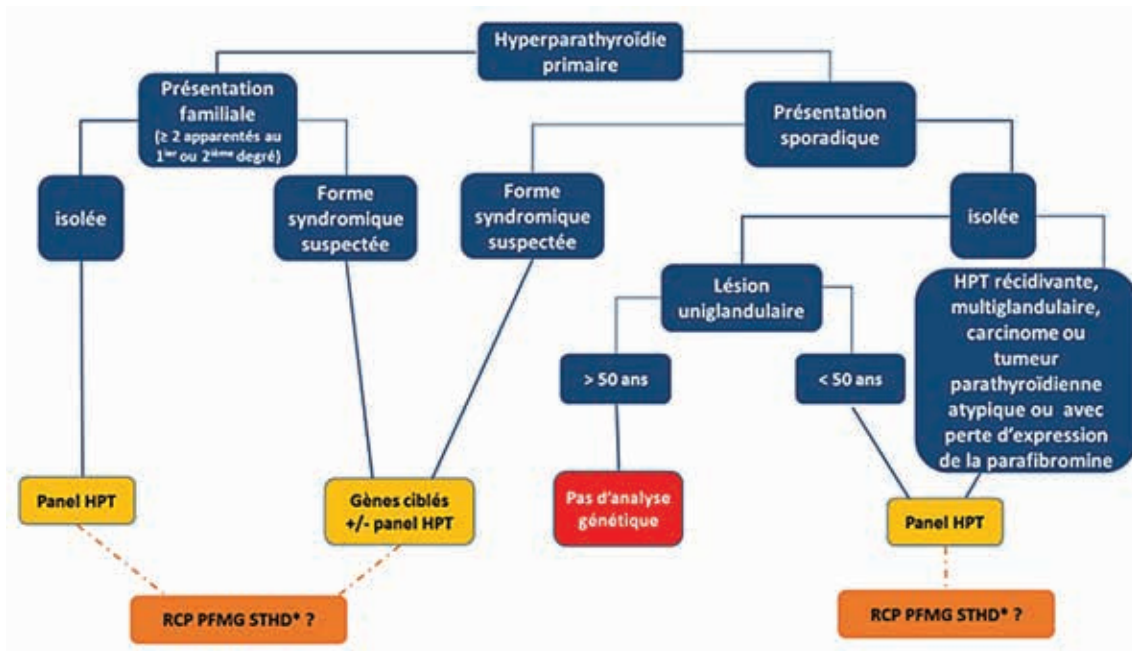 Hyperparathyroïdie
primaire
Présentation
familiale
(≥ 2 apparentés au
1ier ou 2ième degré)
Présentation
sporadique
isolée
Forme
syndromique
suspectée
Forme
syndromique
suspectée
isolée
Lésion
uniglandulaire
HPT récidivante,
multiglandulaire,
carcinome ou
tumeur
parathyroïdienne
atypique ou avec
perte d'expression
de la parafibromine
> 50 ans
< 50 ans
Panel HPT
Gènes ciblés
+/- panel HPT
Pas d'analyse
génétique
Panel HPT
RCP PFMG STHD* ?
RCP PFMG STHD* ?